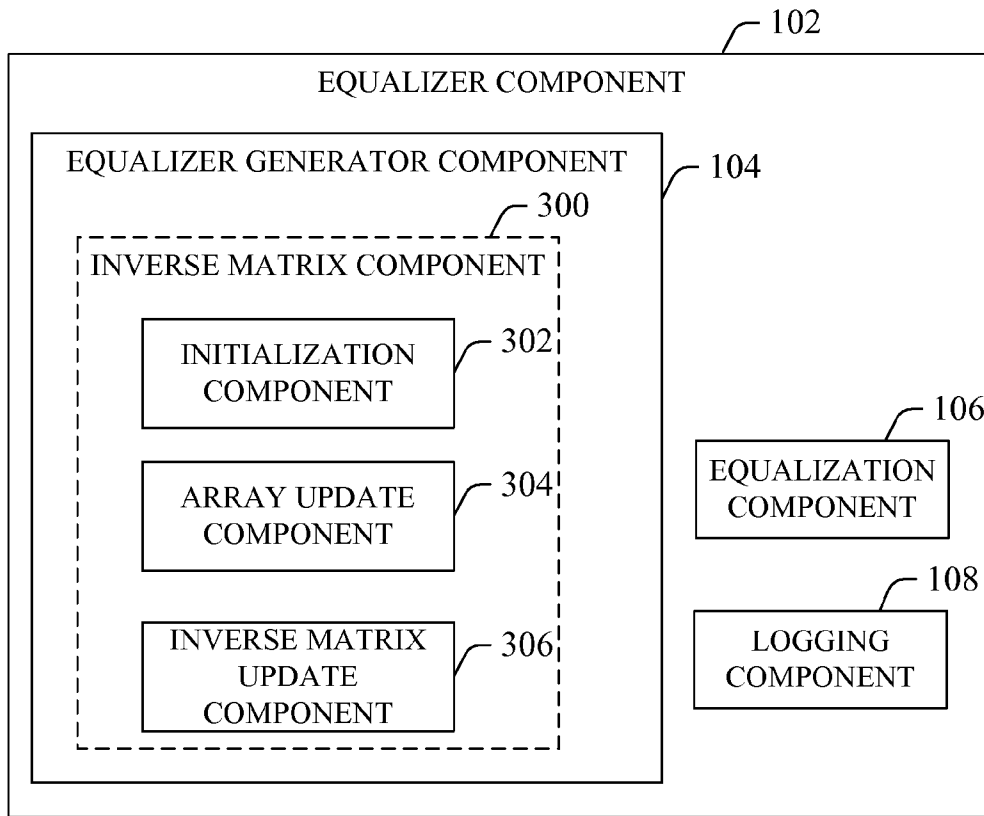 102
EQUALIZER COMPONENT
EQUALIZER GENERATOR COMPONENT
104
300
INVERSE MATRIX COMPONENT
INITIALIZATION
COMPONENT
302
ARRAY UPDATE
COMPONENT
304
INVERSE MATRIX
UPDATE
COMPONENT
306
106
EQUALIZATION
COMPONENT
108
LOGGING
COMPONENT